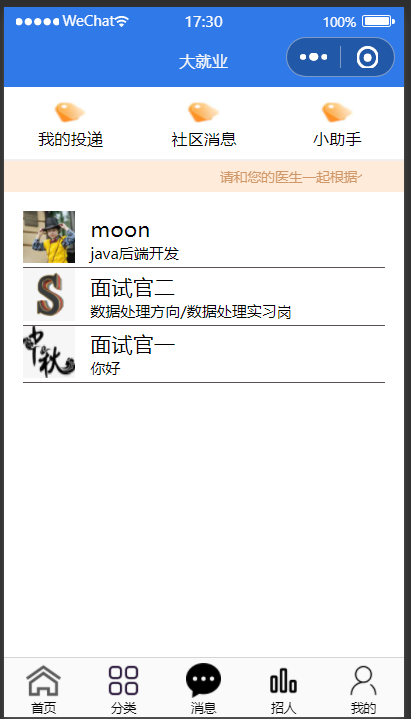 WeChat 17:30 100%
大就业
我的投递 社区消息 小助手
请和您的医生一起根据
moon
java后端开发
面试官二
数据处理方向/数据处理实习岗
面试官一
你好
中秋
首页 分类 消息 招人 我的